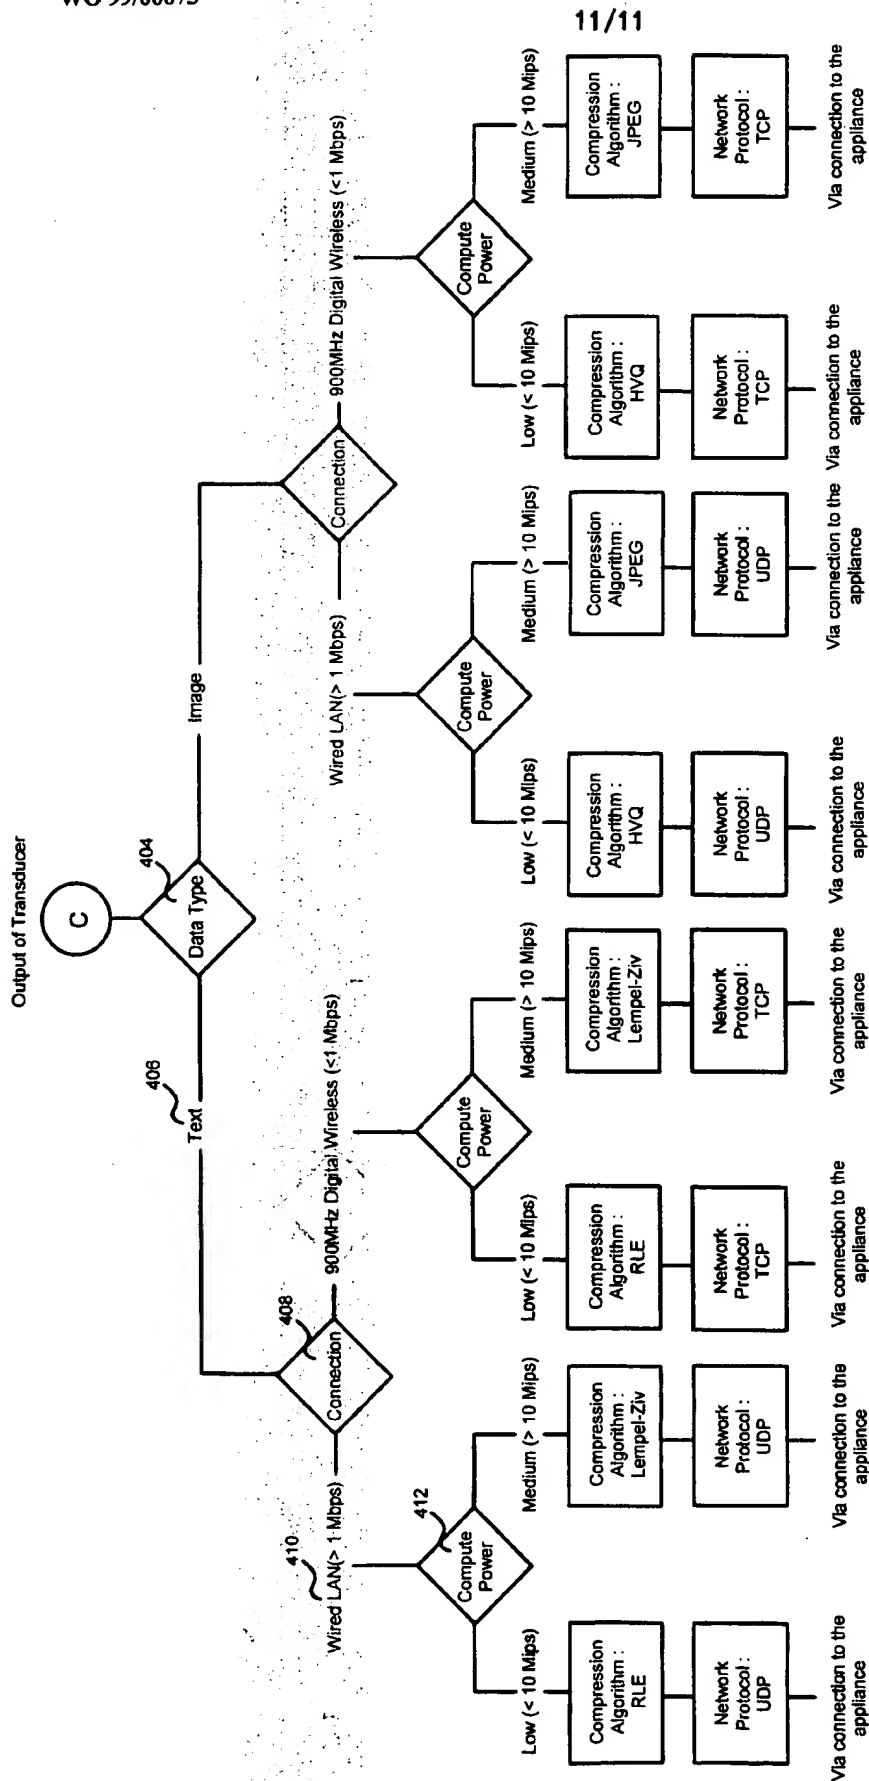 11/11
Output of Transducer
C
404
Data Type
406
Text
Image
408
Connection
Connection
410
Wired LAN(> 1 Mbps)
900MHz Digital Wireless (<1 Mbps)
Wired LAN(> 1 Mbps)
900MHz Digital Wireless (<1 Mbps)
412
Compute
Power
Compute
Power
Compute
Power
Compute
Power
Low (< 10 Mips)
Medium (> 10 Mips)
Low (< 10 Mips)
Medium (> 10 Mips)
Low (< 10 Mips)
Medium (> 10 Mips)
Low (< 10 Mips)
Medium (> 10 Mips)
Compression
Algorithm :
RLE
Compression
Algorithm :
Lempel-Ziv
Compression
Algorithm :
RLE
Compression
Algorithm :
Lempel-Ziv
Compression
Algorithm :
HVQ
Compression
Algorithm :
JPEG
Compression
Algorithm :
HVQ
Compression
Algorithm :
JPEG
Network
Protocol :
UDP
Network
Protocol :
UDP
Network
Protocol :
TCP
Network
Protocol :
TCP
Network
Protocol :
UDP
Network
Protocol :
UDP
Network
Protocol :
TCP
Network
Protocol :
TCP
Via connection to the
appliance
Via connection to the
appliance
Via connection to the
appliance
Via connection to the
appliance
Via connection to the
appliance
Via connection to the
appliance
Via connection to the
appliance
Via connection to the
appliance